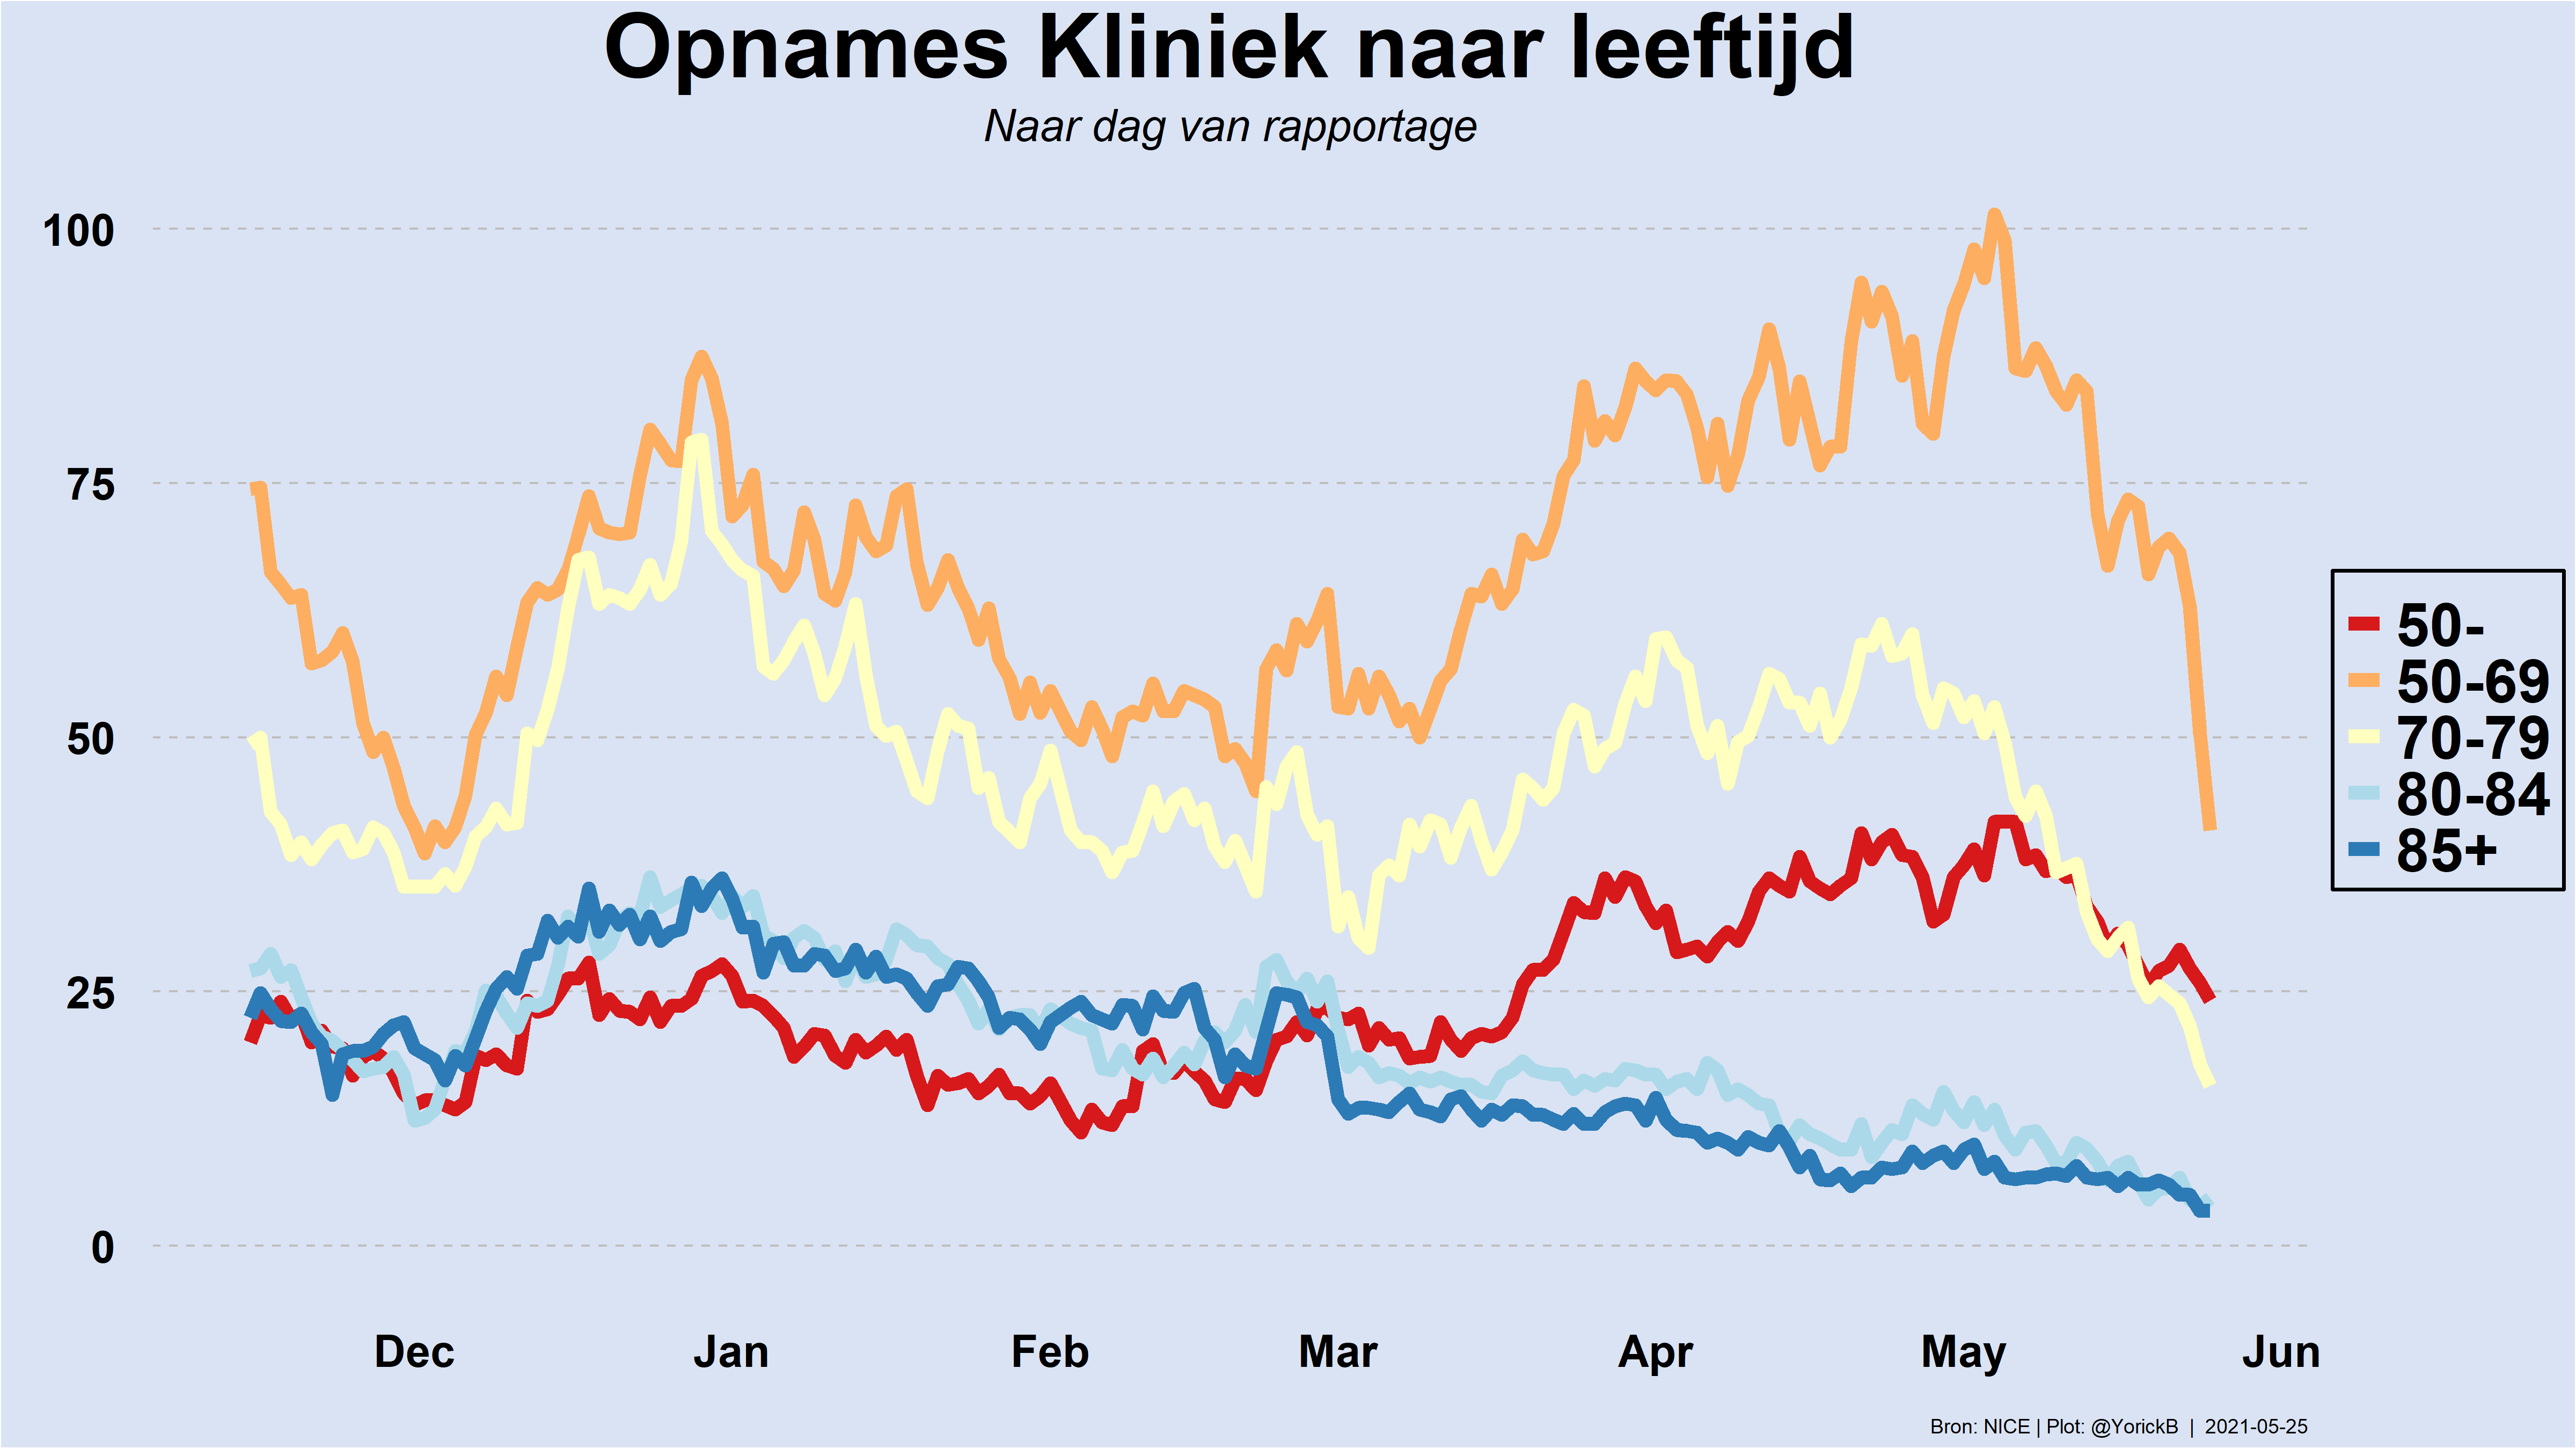 Opnames Kliniek naar leeftijd
Naar dag van rapportage
100
75
50
25
0
50-
50-69
70-79
80-84
85+
Dec Jan Feb Mar Apr May Jun
Bron: NICE | Plot: @YorickB | 2021-05-25